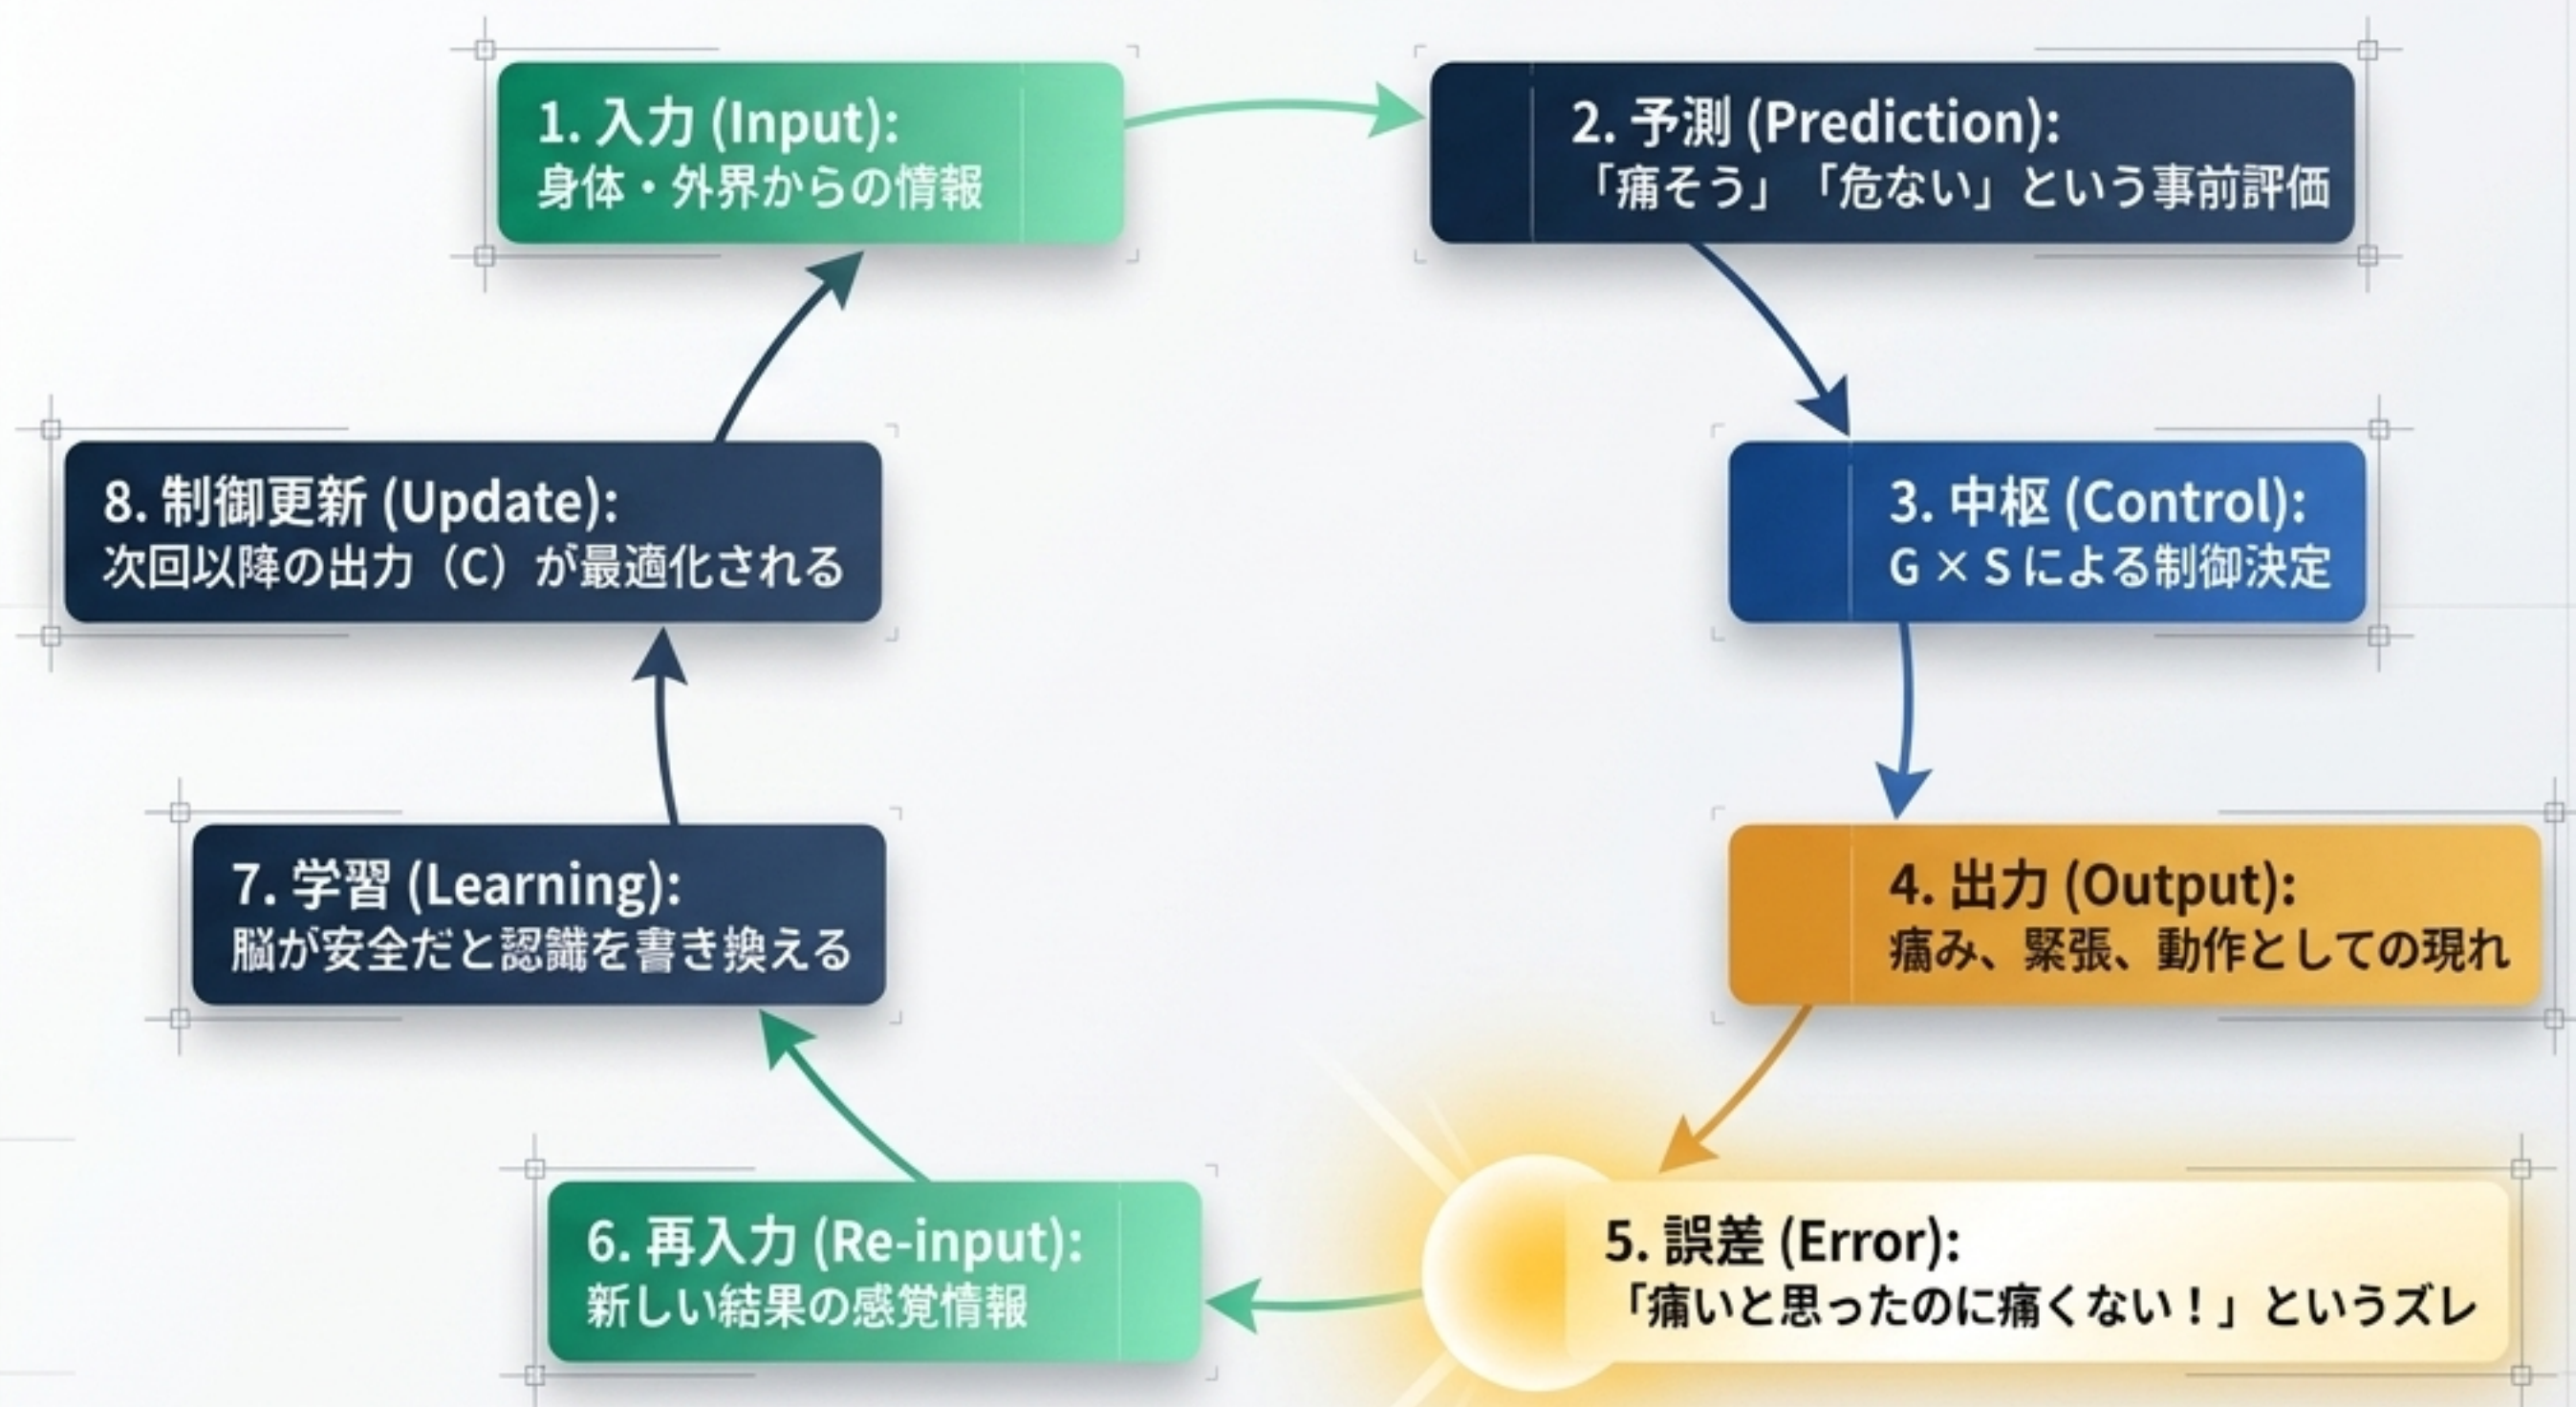 1. 入力 (Input):
身体・外界からの情報
2. 予測 (Prediction):
「痛そう」「危ない」という事前評価
3. 中枢 (Control):
G × S による制御決定
4. 出力 (Output):
痛み、緊張、動作としての現れ
5. 誤差 (Error):
「痛いと思ったのに痛くない！」というズレ
6. 再入力 (Re-input):
新しい結果の感覚情報
7. 学習 (Learning):
脳が安全だと認識を書き換える
8. 制御更新 (Update):
次回以降の出力（C）が最適化される